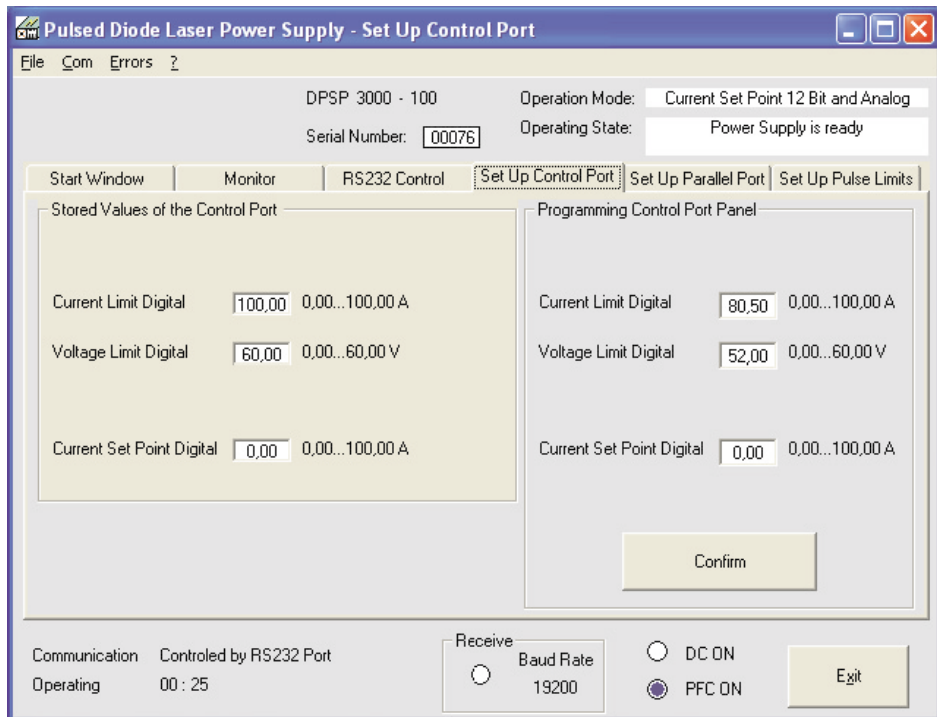 Pulsed Diode Laser Power Supply - Set Up Control Port
File Com Errors ?
DPSP 3000 - 100
Operation Mode: Current Set Point 12 Bit and Analog
Serial Number: 00076
Operating State: Power Supply is ready
Start Window Monitor RS232 Control Set Up Control Port Set Up Parallel Port Set Up Pulse Limits
Stored Values of the Control Port
Current Limit Digital 100,00 0,00...100,00 A
Voltage Limit Digital 60,00 0,00...60,00 V
Current Set Point Digital 0,00 0,00...100,00 A
Programming Control Port Panel
Current Limit Digital 80,50 0,00...100,00 A
Voltage Limit Digital 52,00 0,00...60,00 V
Current Set Point Digital 0,00 0,00...100,00 A
Confirm
Communication Controled by RS232 Port
Operating 00 : 25
Receive
Baud Rate
19200
DC ON
PFC ON
Exit